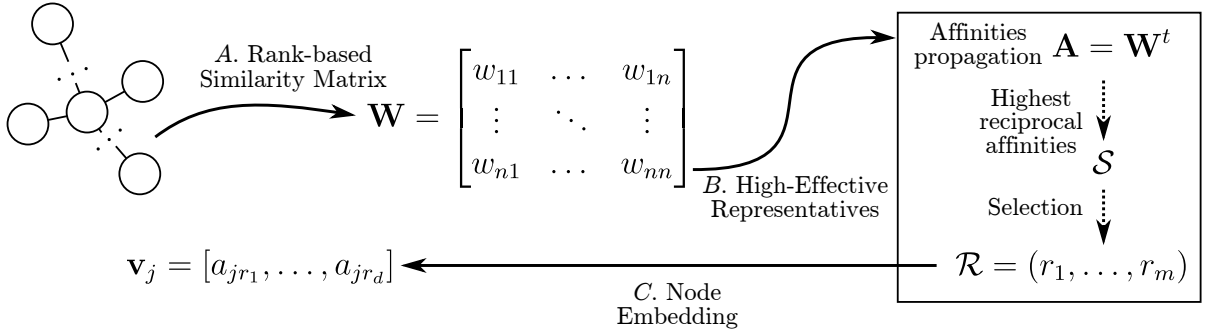 A. Rank-based
Similarity Matrix
W =
w₁₁ … w₁ₙ
⋮ ⋱ ⋮
wₙ₁ … wₙₙ
B. High-Effective
Representatives
Affinities
propagation
A = Wᵗ
Highest
reciprocal
affinities
𝒮
Selection
ℛ = (r₁, …, rₘ)
C. Node
Embedding
vⱼ = [aⱼᵣ₁, …, aⱼᵣd]